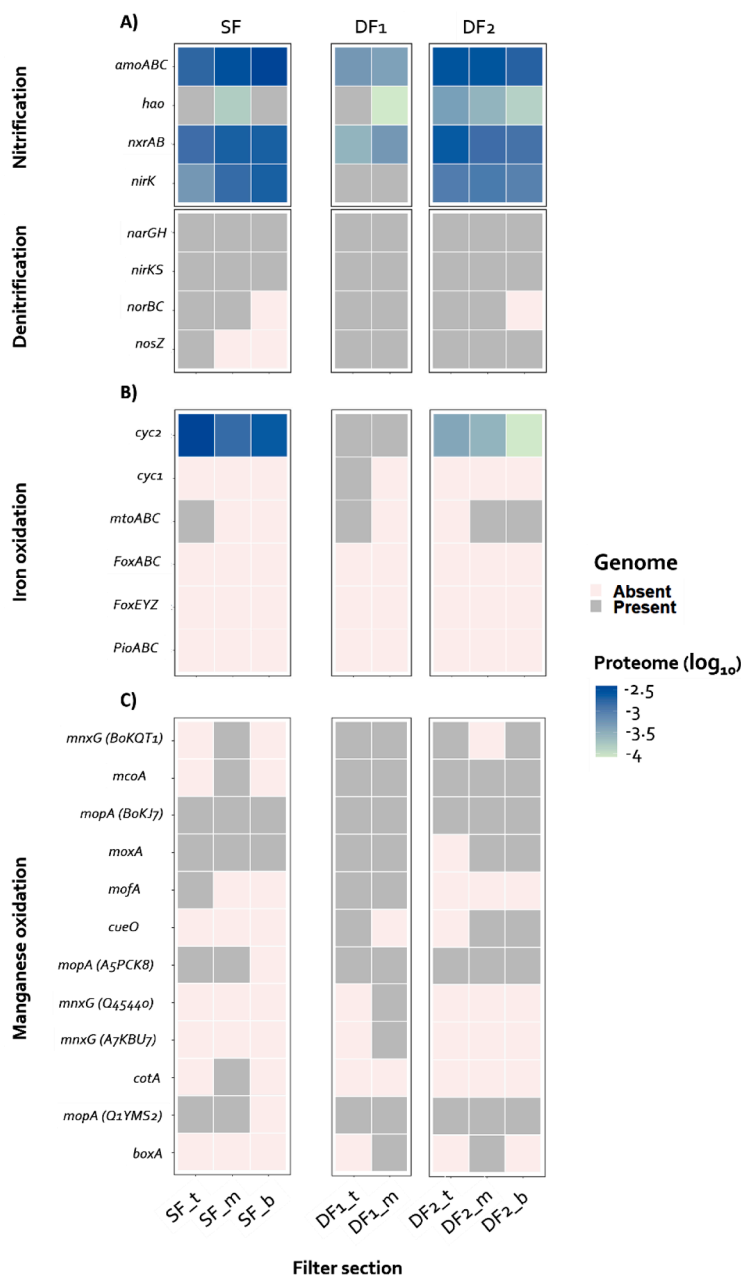 A)
SF DF1 DF2
Nitrification
amoABC
hao
nxrAB
nirK
Denitrification
narGH
nirKS
norBC
nosZ
B)
Iron oxidation
cyc2
cyc1
mtoABC
FoxABC
FoxEYZ
PioABC
Genome
Absent
Present
Proteome (log10)
-2.5
-3
-3.5
-4
C)
Manganese oxidation
mnxG (B0KQT1)
mcoA
mopA (B0KJ7)
moxA
mofA
cueO
mopA (A5PCK8)
mnxG (Q45440)
mnxG (A7KBU7)
cotA
mopA (Q1YMS2)
boxA
SF_t SF_m SF_b DF1_t DF1_m DF2_t DF2_m DF2_b
Filter section